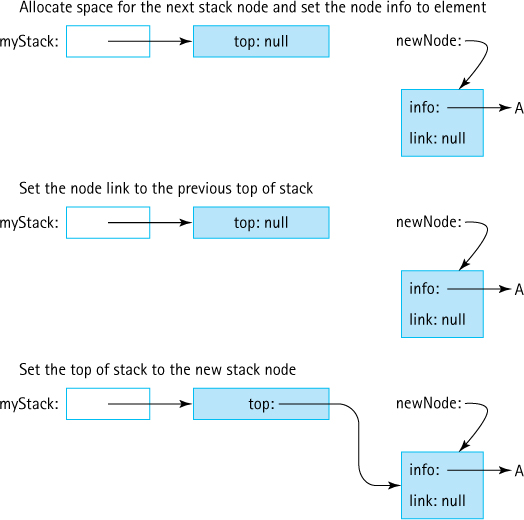 Allocate space for the next stack node and set the node info to element
myStack: top: null newNode:
info: A
link: null
Set the node link to the previous top of stack
myStack: top: null newNode:
info: A
link: null
Set the top of stack to the new stack node
myStack: top: newNode:
info: A
link: null